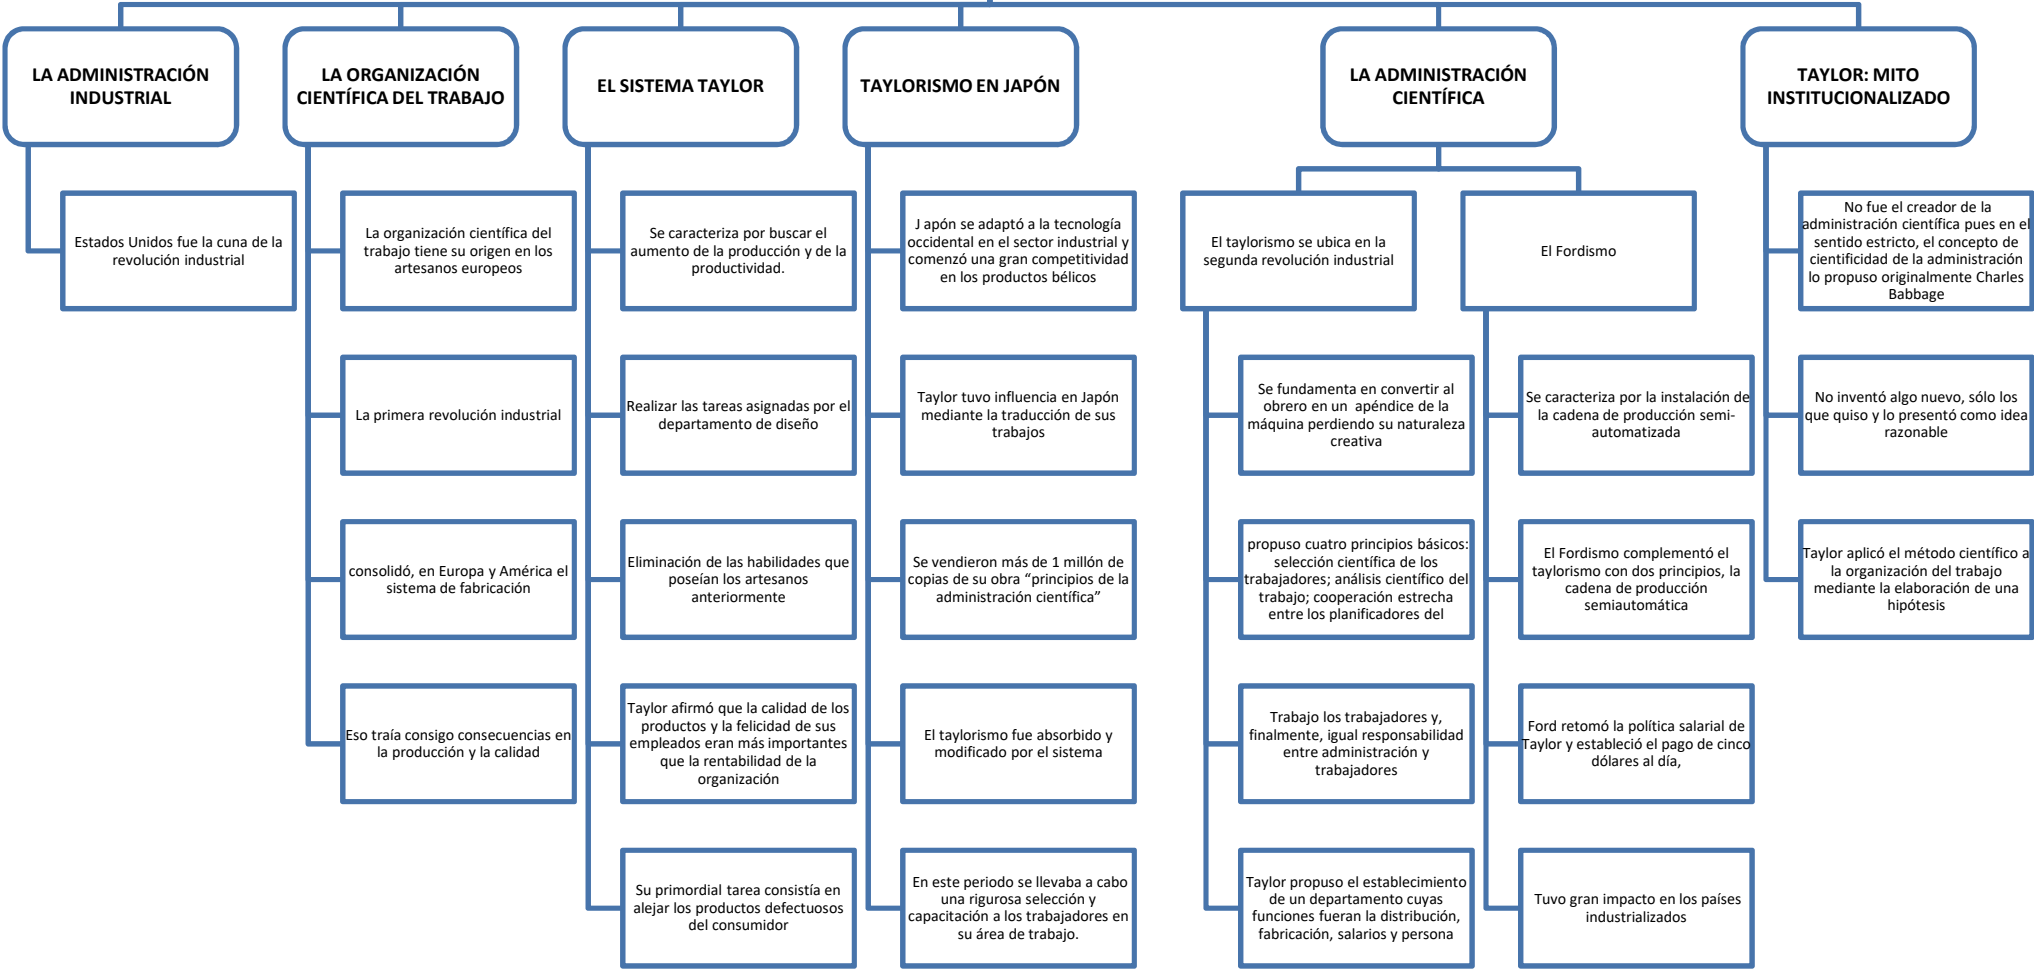 LA ADMINISTRACIÓN
INDUSTRIAL
Estados Unidos fue la cuna de la
revolución industrial
LA ORGANIZACIÓN
CIENTÍFICA DEL TRABAJO
La organización científica del
trabajo tiene su origen en los
artesanos europeos
La primera revolución industrial
consolidó, en Europa y América el
sistema de fabricación
Eso traía consigo consecuencias en
la producción y la calidad
EL SISTEMA TAYLOR
Se caracteriza por buscar el
aumento de la producción y de la
productividad.
Realizar las tareas asignadas por el
departamento de diseño
Eliminación de las habilidades que
poseían los artesanos
anteriormente
Taylor afirmó que la calidad de los
productos y la felicidad de sus
empleados eran más importantes
que la rentabilidad de la
organización
Su primordial tarea consistía en
alejar los productos defectuosos
del consumidor
TAYLORISMO EN JAPÓN
J apón se adaptó a la tecnología
occidental en el sector industrial y
comenzó una gran competitividad
en los productos bélicos
Taylor tuvo influencia en Japón
mediante la traducción de sus
trabajos
Se vendieron más de 1 millón de
copias de su obra “principios de la
administración científica”
El taylorismo fue absorbido y
modificado por el sistema
En este periodo se llevaba a cabo
una rigurosa selección y
capacitación a los trabajadores en
su área de trabajo.
LA ADMINISTRACIÓN
CIENTÍFICA
El taylorismo se ubica en la
segunda revolución industrial
Se fundamenta en convertir al
obrero en un apéndice de la
máquina perdiendo su naturaleza
creativa
propuso cuatro principios básicos:
selección científica de los
trabajadores; análisis científico del
trabajo; cooperación estrecha
entre los planificadores del
Trabajo los trabajadores y,
finalmente, igual responsabilidad
entre administración y
trabajadores
Taylor propuso el establecimiento
de un departamento cuyas
funciones fueran la distribución,
fabricación, salarios y persona
El Fordismo
Se caracteriza por la instalación de
la cadena de producción semi-
automatizada
El Fordismo complementó el
taylorismo con dos principios, la
cadena de producción
semiautomática
Ford retomó la política salarial de
Taylor y estableció el pago de cinco
dólares al día,
Tuvo gran impacto en los países
industrializados
TAYLOR: MITO
INSTITUCIONALIZADO
No fue el creador de la
administración científica pues en el
sentido estricto, el concepto de
cientificidad de la administración
lo propuso originalmente Charles
Babbage
No inventó algo nuevo, sólo los
que quiso y lo presentó como idea
razonable
Taylor aplicó el método científico a
la organización del trabajo
mediante la elaboración de una
hipótesis